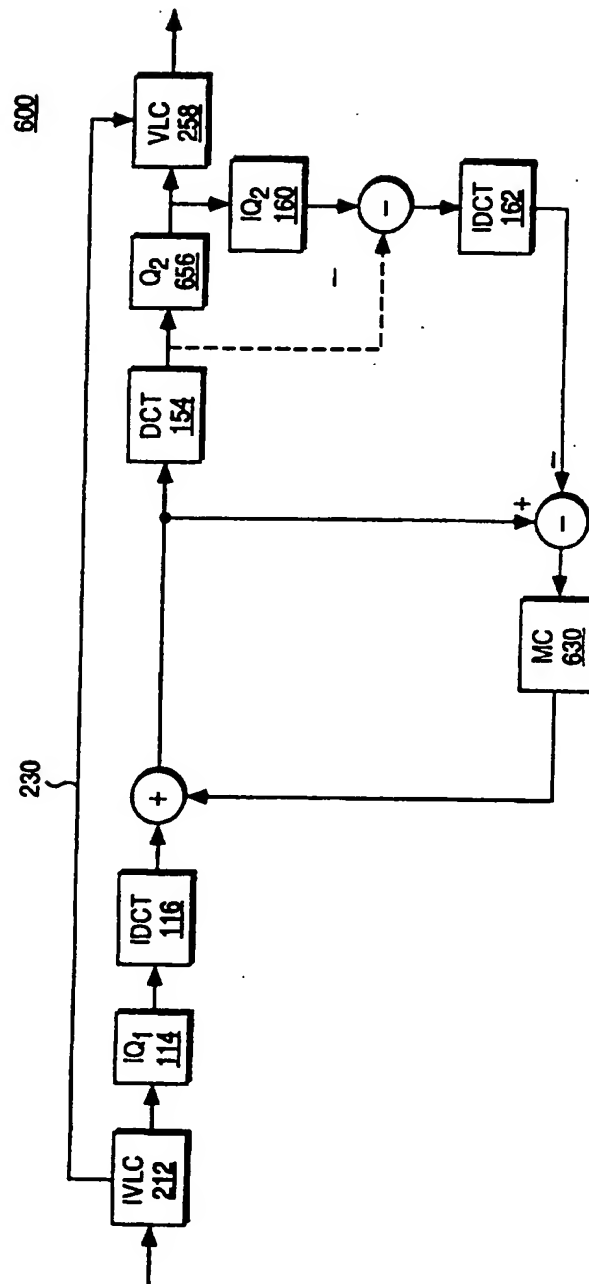 600
230
IVLC
212
IQ1
114
IDCT
116
+
DCT
154
Q2
656
VLC
258
IQ2
160
-
-
IDCT
162
+
-
-
MC
630